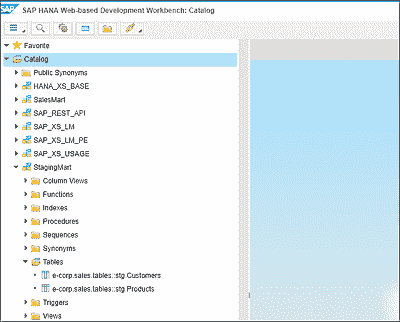 SAP SAP HANA Web-based Development Workbench: Catalog
Favorite
Catalog
Public Synonyms
HANA_XS_BASE
SalesMart
SAP_REST_API
SAP_XS_LM
SAP_XS_LM_PE
SAP_XS_USAGE
StagingMart
Column Views
Functions
Indexes
Procedures
Sequences
Synonyms
Tables
e-corp.sales.tables::stg Customers
e-corp.sales.tables::stg Products
Triggers
Views